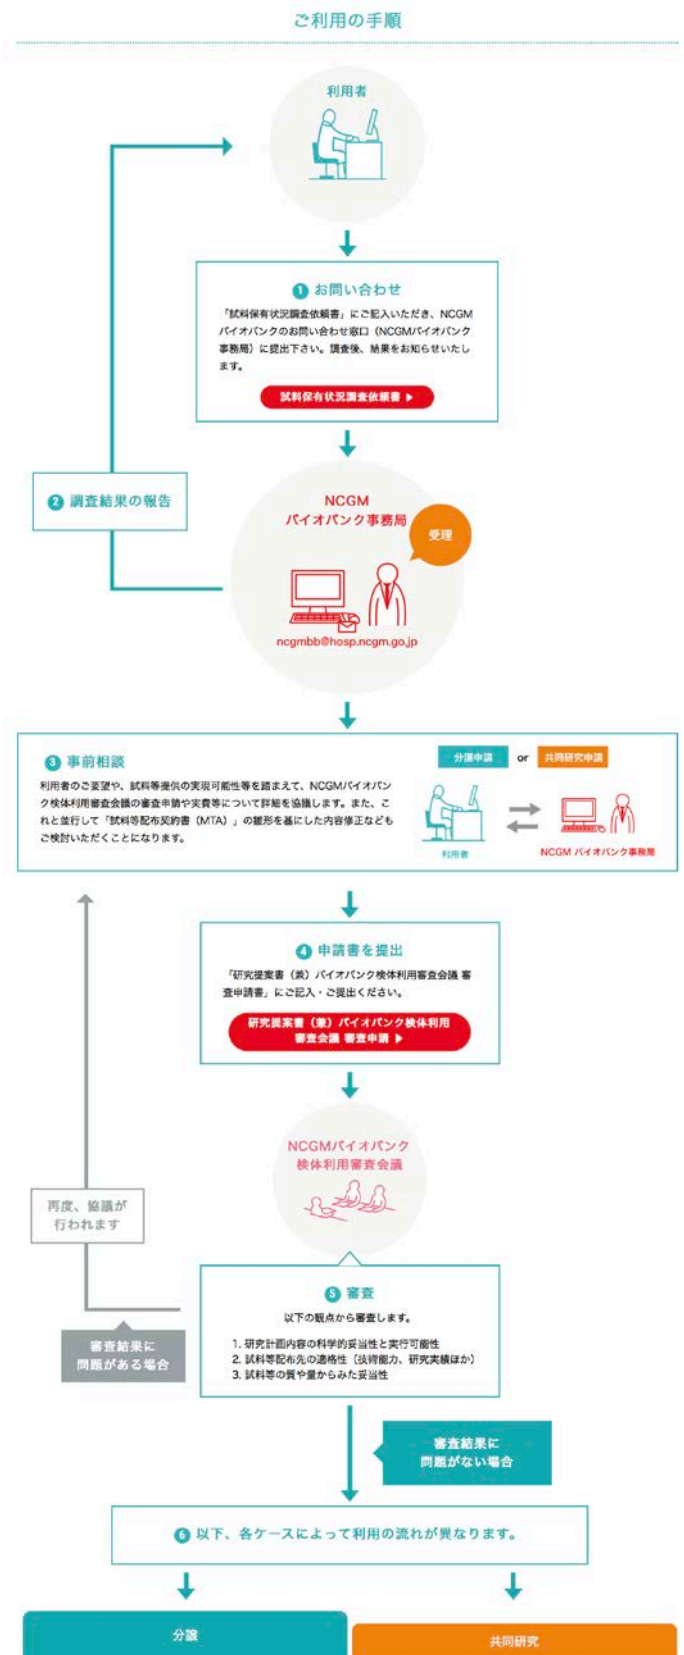 ご利用の手順
利用者
1 お問い合わせ
「試料保有状況調査依頼書」にご記入いただき、NCGM
バイオバンクのお問い合わせ窓口（NCGMバイオバンク
事務局）に提出下さい。調査後、結果をお知らせいたし
ます。
試料保有状況調査依頼書 ▶
2 調査結果の報告
NCGM
バイオバンク事務局
受理
ncgmbb@hosp.ncgm.go.jp
3 事前相談
利用者のご要望や、試料等提供の実現可能性等を踏まえて、NCGMバイオバン
ク検体利用審査会議の審査申請や実費等について詳細を協議します。また、こ
れと並行して「試料等配布契約書（MTA）」の雛形を基にした内容修正なども
ご検討いただくことになります。
分譲申請 or 共同研究申請
利用者
NCGM バイオバンク事務局
4 申請書を提出
「研究提案書（兼）バイオバンク検体利用審査会議 審
査申請書」にご記入・ご提出ください。
研究提案書（兼）バイオバンク検体利用
審査会議 審査申請 ▶
NCGMバイオバンク
検体利用審査会議
再度、協議が
行われます
5 審査
以下の観点から審査します。
1. 研究計画内容の科学的妥当性と実行可能性
2. 試料等配布先の適格性（技術能力、研究実績ほか）
3. 試料等の質や量からみた妥当性
審査結果に
問題がある場合
審査結果に
問題がない場合
6 以下、各ケースによって利用の流れが異なります。
分譲
共同研究